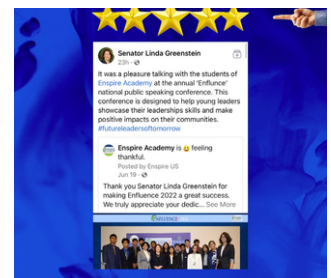 Senator Linda Greenstein
23h
It was a pleasure talking with the students of
Enspire Academy at the annual 'Enflunce'
national public speaking conference. This
conference is designed to help young leaders
showcase their leaderships skills and make
positive impacts on their communities.
#futureleadersoftomorrow
Enspire Academy is 😀 feeling
thankful.
Posted by Enspire US
Jun 19
Thank you Senator Linda Greenstein for
making Enfluence 2022 a great success.
We truly appreciate your dedic... See More